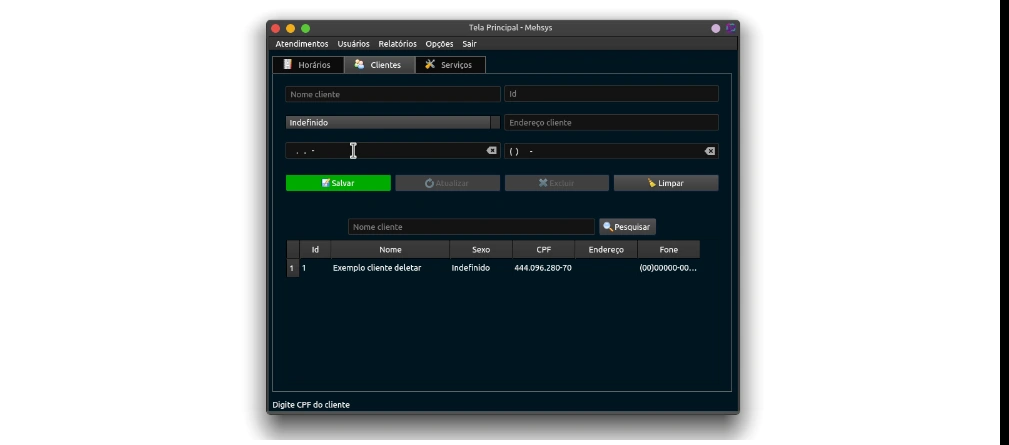 Tela Principal - Mehsys
Atendimentos Usuários Relatórios Opções Sair
Horários Clientes Serviços
Nome cliente Id
Indefinido Endereço cliente
. . - ( ) -
Salvar Atualizar Excluir Limpar
Nome cliente Pesquisar
Id Nome Sexo CPF Endereço Fone
1 1 Exemplo cliente deletar Indefinido 444.096.280-70 (00)00000-00...
Digite CPF do cliente